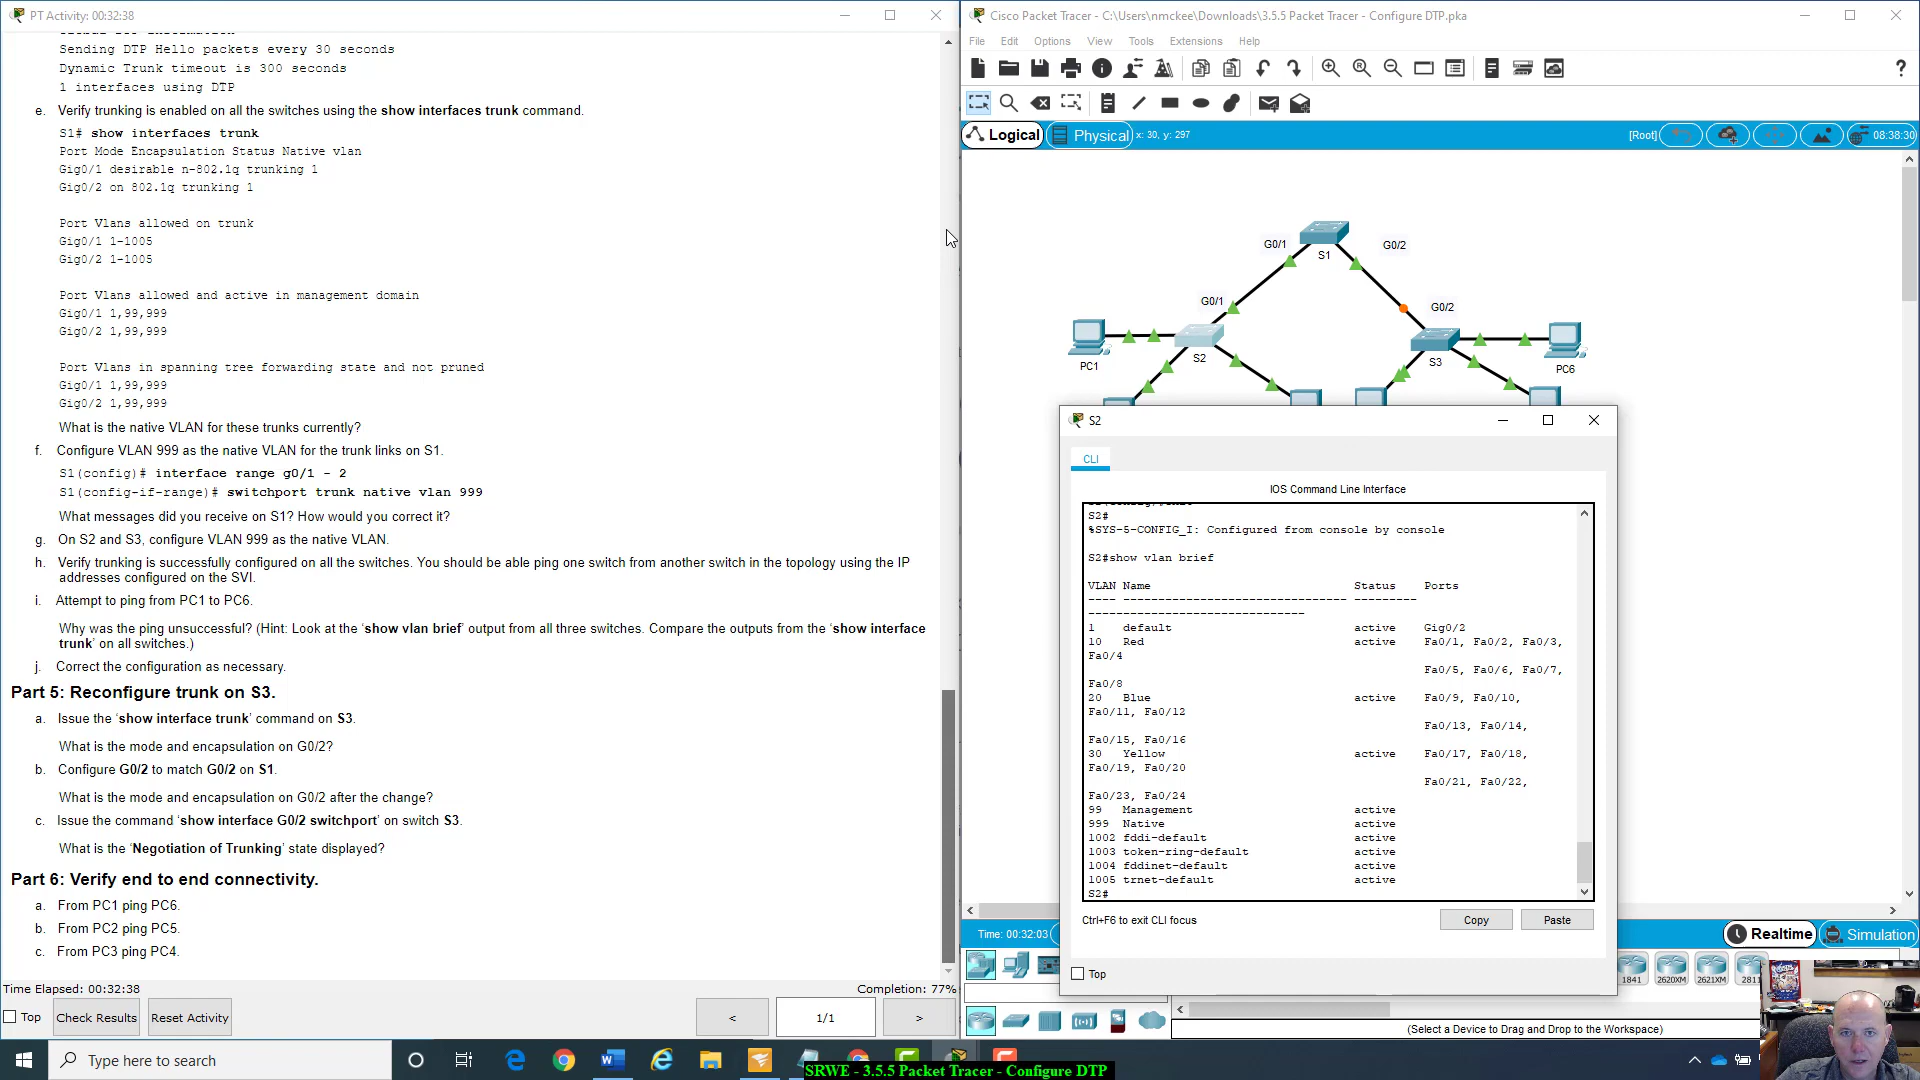 PT Activity: 00:32:38
Sending DTP Hello packets every 30 seconds
Dynamic Trunk timeout is 300 seconds
1 interfaces using DTP
e. Verify trunking is enabled on all the switches using the show interfaces trunk command.
S1# show interfaces trunk
Port Mode Encapsulation Status Native vlan
Gig0/1 desirable n-802.1q trunking 1
Gig0/2 on 802.1q trunking 1
Port Vlans allowed on trunk
Gig0/1 1-1005
Gig0/2 1-1005
Port Vlans allowed and active in management domain
Gig0/1 1,99,999
Gig0/2 1,99,999
Port Vlans in spanning tree forwarding state and not pruned
Gig0/1 1,99,999
Gig0/2 1,99,999
What is the native VLAN for these trunks currently?
f. Configure VLAN 999 as the native VLAN for the trunk links on S1.
S1(config)# interface range g0/1 - 2
S1(config-if-range)# switchport trunk native vlan 999
What messages did you receive on S1? How would you correct it?
g. On S2 and S3, configure VLAN 999 as the native VLAN.
h. Verify trunking is successfully configured on all the switches. You should be able ping one switch from another switch in the topology using the IP
addresses configured on the SVI.
i. Attempt to ping from PC1 to PC6.
Why was the ping unsuccessful? (Hint: Look at the 'show vlan brief' output from all three switches. Compare the outputs from the 'show interface
trunk' on all switches.)
j. Correct the configuration as necessary.
Part 5: Reconfigure trunk on S3.
a. Issue the 'show interface trunk' command on S3.
What is the mode and encapsulation on G0/2?
b. Configure G0/2 to match G0/2 on S1.
What is the mode and encapsulation on G0/2 after the change?
c. Issue the command 'show interface G0/2 switchport' on switch S3.
What is the 'Negotiation of Trunking' state displayed?
Part 6: Verify end to end connectivity.
a. From PC1 ping PC6.
b. From PC2 ping PC5.
c. From PC3 ping PC4.
Time Elapsed: 00:32:38
Completion: 77%
Top
Check Results
Reset Activity
<
1/1
>
Cisco Packet Tracer - C:\Users\nmckee\Downloads\3.5.5 Packet Tracer - Configure DTP.pka
File Edit Options View Tools Extensions Help
?
Logical
Physical
x: 30, y: 297
[Root]
08:38:30
G0/1
S1
G0/2
G0/1
G0/2
PC1
S2
S3
PC6
S2
CLI
IOS Command Line Interface
S2#
%SYS-5-CONFIG_I: Configured from console by console
S2#show vlan brief
VLAN Name Status Ports
---- -------------------------------- ---------
-------------------------------
1 default active Gig0/2
10 Red active Fa0/1, Fa0/2, Fa0/3,
Fa0/4
Fa0/5, Fa0/6, Fa0/7,
Fa0/8
20 Blue active Fa0/9, Fa0/10,
Fa0/11, Fa0/12
Fa0/13, Fa0/14,
Fa0/15, Fa0/16
30 Yellow active Fa0/17, Fa0/18,
Fa0/19, Fa0/20
Fa0/21, Fa0/22,
Fa0/23, Fa0/24
99 Management active
999 Native active
1002 fddi-default active
1003 token-ring-default active
1004 fddinet-default active
1005 trnet-default active
S2#
Ctrl+F6 to exit CLI focus
Copy
Paste
Top
Time: 00:32:03
Realtime
Simulation
1841
2620XM
2621XM
2811
(Select a Device to Drag and Drop to the Workspace)
Type here to search
SRWE - 3.5.5 Packet Tracer - Configure DTP